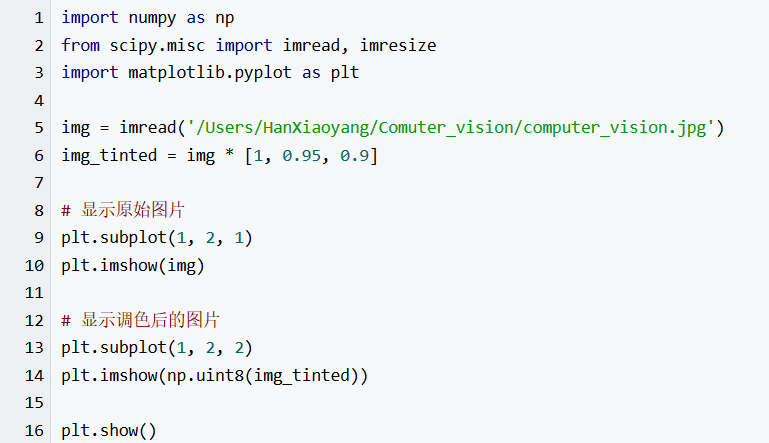 1 import numpy as np
2 from scipy.misc import imread, imresize
3 import matplotlib.pyplot as plt
4
5 img = imread('/Users/HanXiaoyang/Comuter_vision/computer_vision.jpg')
6 img_tinted = img * [1, 0.95, 0.9]
7
8 # 显示原始图片
9 plt.subplot(1, 2, 1)
10 plt.imshow(img)
11
12 # 显示调色后的图片
13 plt.subplot(1, 2, 2)
14 plt.imshow(np.uint8(img_tinted))
15
16 plt.show()